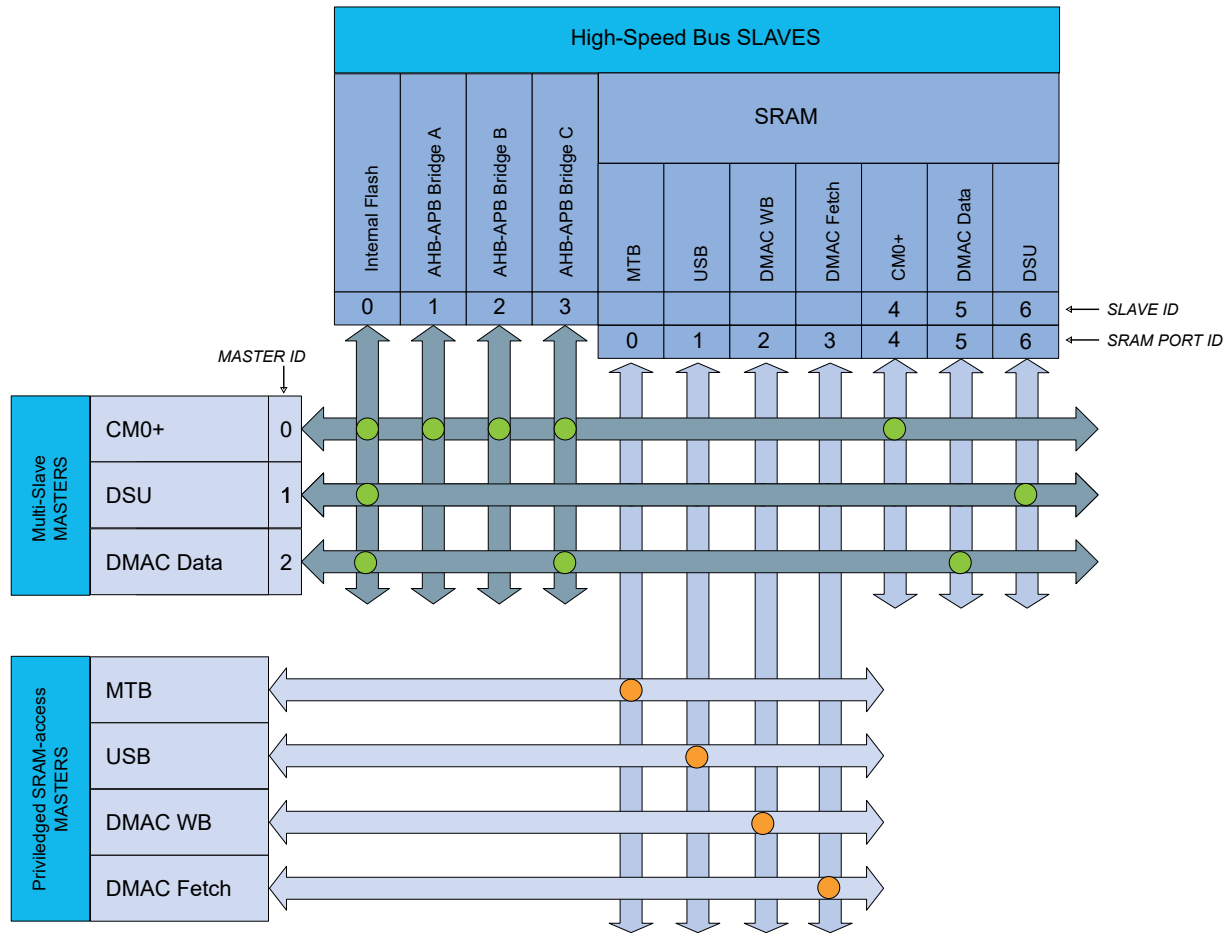 High-Speed Bus SLAVES
SRAM
Internal Flash
AHB-APB Bridge A
AHB-APB Bridge B
AHB-APB Bridge C
MTB
USB
DMAC WB
DMAC Fetch
CM0+
DMAC Data
DSU
0 1 2 3 4 5 6 SLAVE ID
0 1 2 3 4 5 6 SRAM PORT ID
MASTER ID
Multi-Slave
MASTERS
CM0+ 0
DSU 1
DMAC Data 2
Priviledged SRAM-access
MASTERS
MTB
USB
DMAC WB
DMAC Fetch